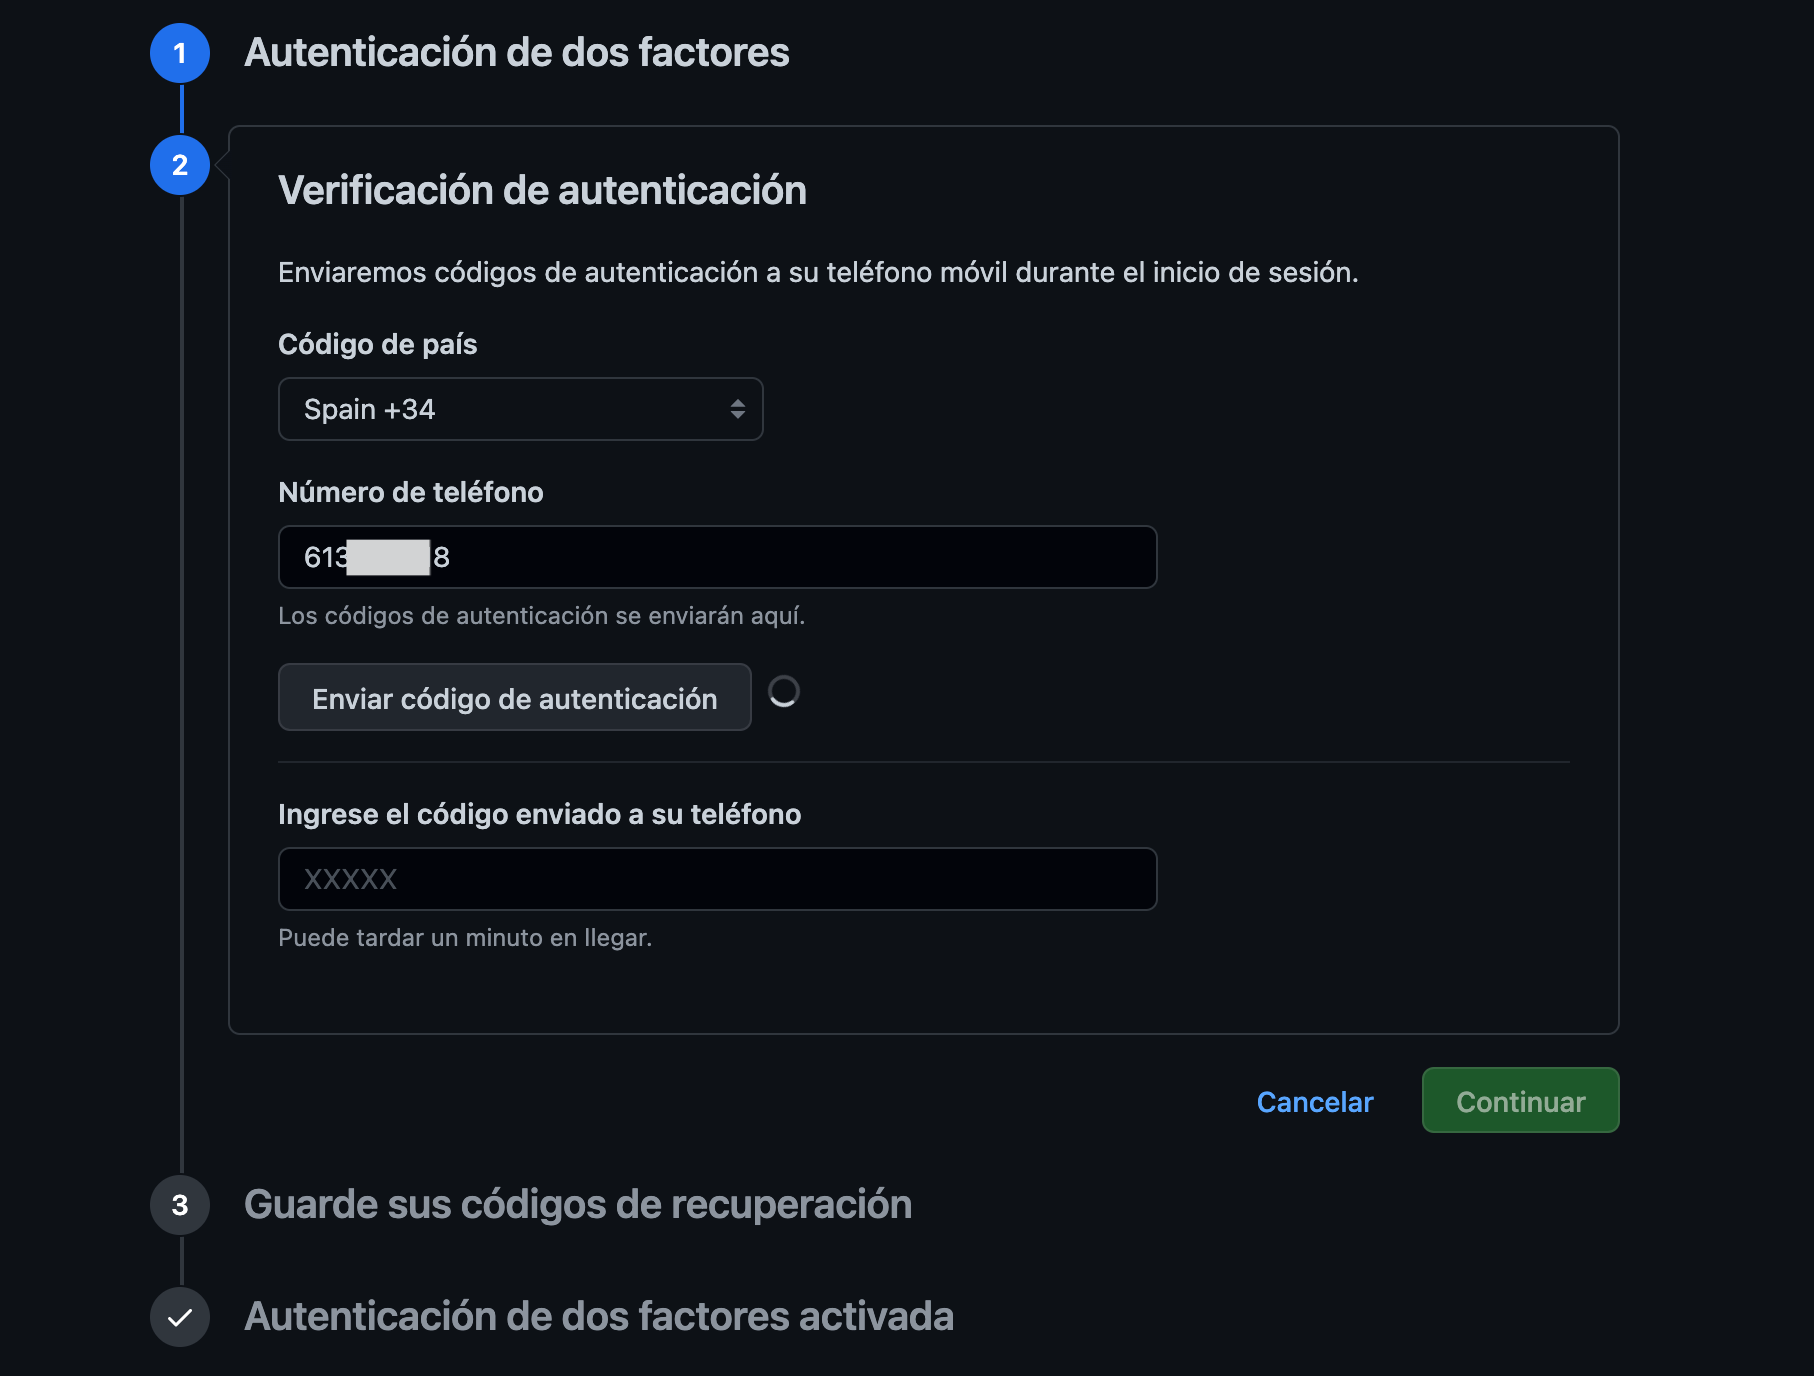 1 Autenticación de dos factores
2
Verificación de autenticación
Enviaremos códigos de autenticación a su teléfono móvil durante el inicio de sesión.
Código de país
Spain +34
Número de teléfono
613 8
Los códigos de autenticación se enviarán aquí.
Enviar código de autenticación
Ingrese el código enviado a su teléfono
XXXXX
Puede tardar un minuto en llegar.
Cancelar Continuar
3 Guarde sus códigos de recuperación
Autenticación de dos factores activada